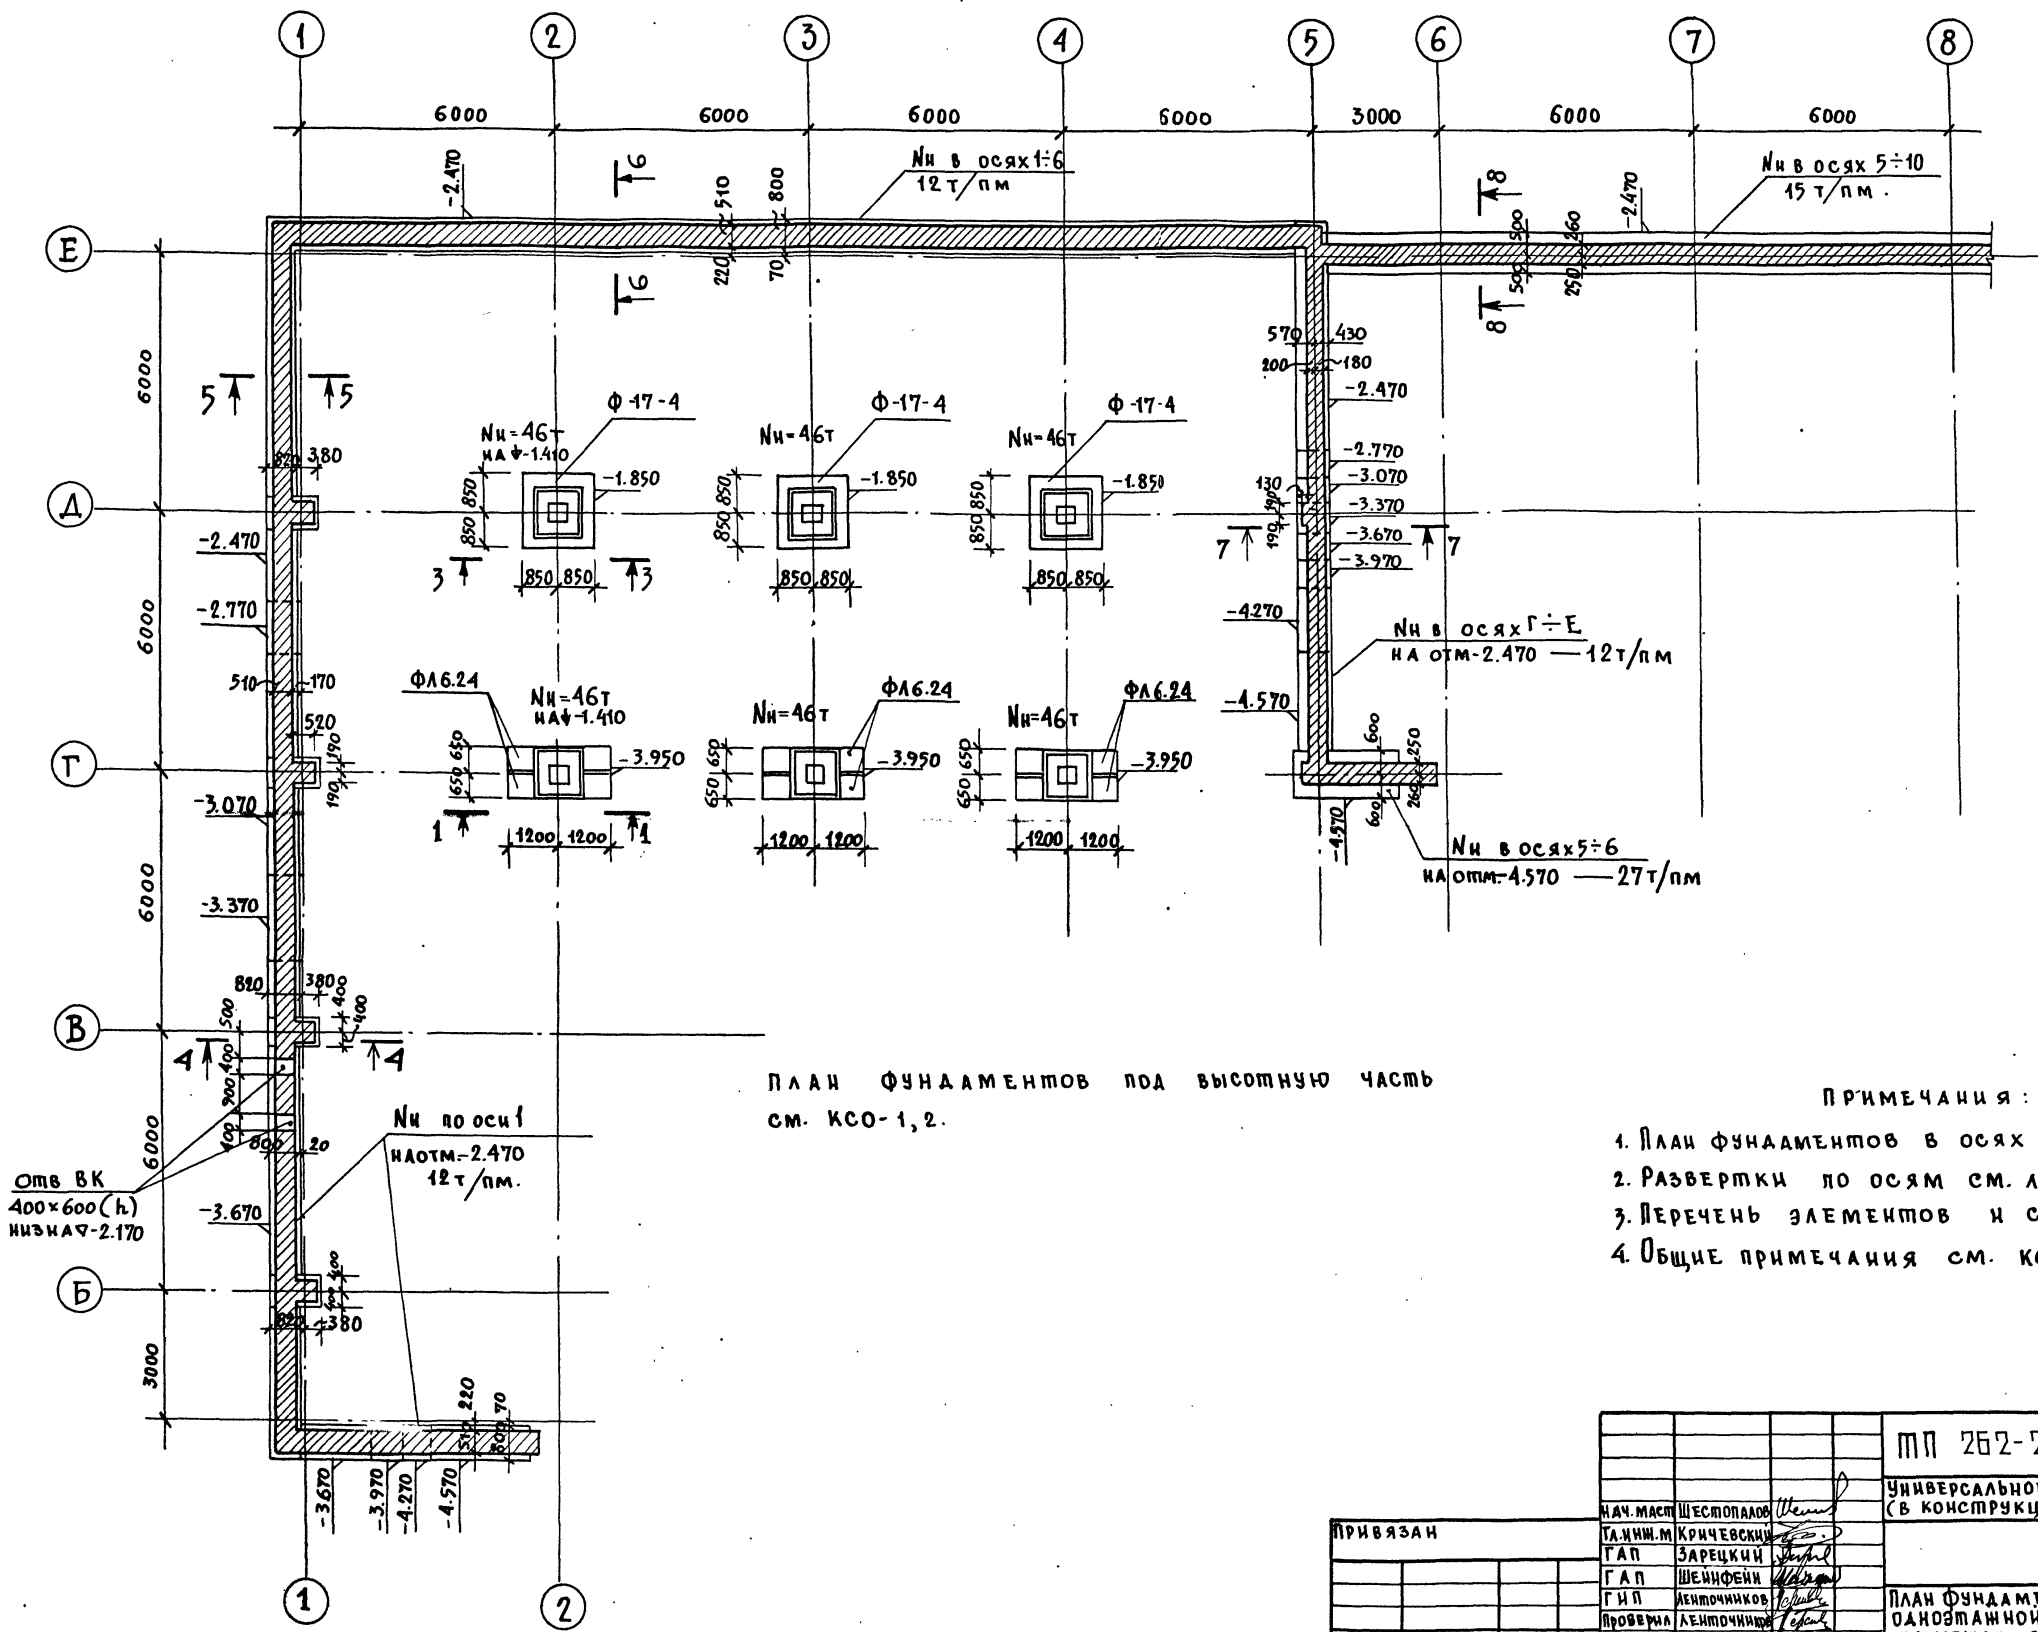 1 2 3 4 5 6 7 8
6000 6000 6000 6000 3000 6000 6000
Nн в осях 1÷6
12 т/пм
Nн в осях 5÷10
15 т/пм.
-2.470
6
510
800
8
-2.470
500
260
Е
220
70
6
500
250
8
6000
570 430
200 180
-2.470
5 5
Ф-17-4
Ф-17-4
Ф-17-4
Nн=46т
на -1.410
Nн=46т
Nн=46т
820 380
-1.850
-1.850
-1.850
-2.770
-3.070
130
-3.370
Д
850 850
850 850
850 850
190 190
-2.470
3 3
7 7
-3.670
-3.970
850 850
850 850
850 850
6000
-2.770
-4.270
Nн в осях Г÷Е
на отм-2.470 — 12т/пм
510 170
ФЛ6.24
Nн=46т
на -1.410
ФЛ6.24
Nн=46т
ФЛ6.24
Nн=46т
-4.570
520
190
600
250
Г
650 650
-3.950
650 650
-3.950
650 650
-3.950
190
-3.070
1 1
1200 1200
1200 1200
1200 1200
-4.570
600
260
Nн в осях 5÷6
на отм.-4.570 — 27т/пм
6000
-3.370
820 380
400
400
500
В
4 4
400
900
400
План фундаментов под высотную часть
см. КСО-1,2.
Примечания:
1. План фундаментов в осях
2. Развертки по осям см. л
3. Перечень элементов и с
4. Общие примечания см. К
Nн по оси 1
на отм.-2.470
12 т/пм.
6000
800 20
Отв ВК
400×600(h)
низ на -2.170
-3.670
Б
400
400
820 380
3000
220 70
510 800
-3.670
-3.970
-4.270
-4.570
1 2
ТП 262-2
Универсально
(в конструкц
Привязан
Нач.маст Шестопалов
Гл.инж.м Кричевский
ГАП Зарецкий
ГАП Шейнфейн
ГИП Ленточников
Проверил Ленточников
План фундам
одноэтажной